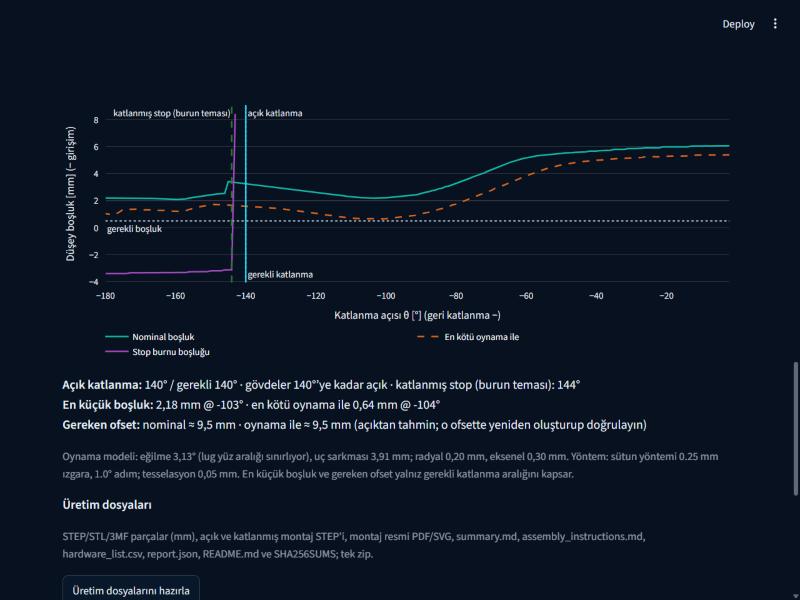 Deploy
Düşey boşluk [mm] (− girişim)
katlanmış stop (burun teması)
açık katlanma
8
6
4
2
0
−2
−4
gerekli boşluk
gerekli katlanma
−180 −160 −140 −120 −100 −80 −60 −40 −20
Katlanma açısı θ [°] (geri katlanma −)
Nominal boşluk
En kötü oynama ile
Stop burnu boşluğu
Açık katlanma: 140° / gerekli 140° · gövdeler 140°'ye kadar açık · katlanmış stop (burun teması): 144°
En küçük boşluk: 2,18 mm @ -103° · en kötü oynama ile 0,64 mm @ -104°
Gereken ofset: nominal ≈ 9,5 mm · oynama ile ≈ 9,5 mm (açıktan tahmin; o ofsette yeniden oluşturup doğrulayın)
Oynama modeli: eğilme 3,13° (lug yüz aralığı sınırlıyor), uç sarkması 3,91 mm; radyal 0,20 mm, eksenel 0,30 mm. Yöntem: sütun yöntemi 0.25 mm
ızgara, 1.0° adım; tesselasyon 0,05 mm. En küçük boşluk ve gereken ofset yalnız gerekli katlanma aralığını kapsar.
Üretim dosyaları
STEP/STL/3MF parçalar (mm), açık ve katlanmış montaj STEP'i, montaj resmi PDF/SVG, summary.md, assembly_instructions.md,
hardware_list.csv, report.json, README.md ve SHA256SUMS; tek zip.
Üretim dosyalarını hazırla